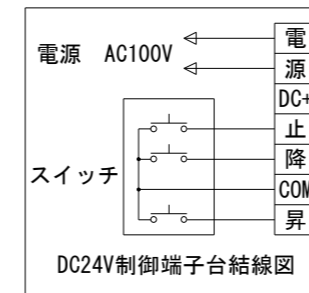 電源 AC100V
電
源
DC+
止
降
COM
昇
スイッチ
DC24V制御端子台結線図